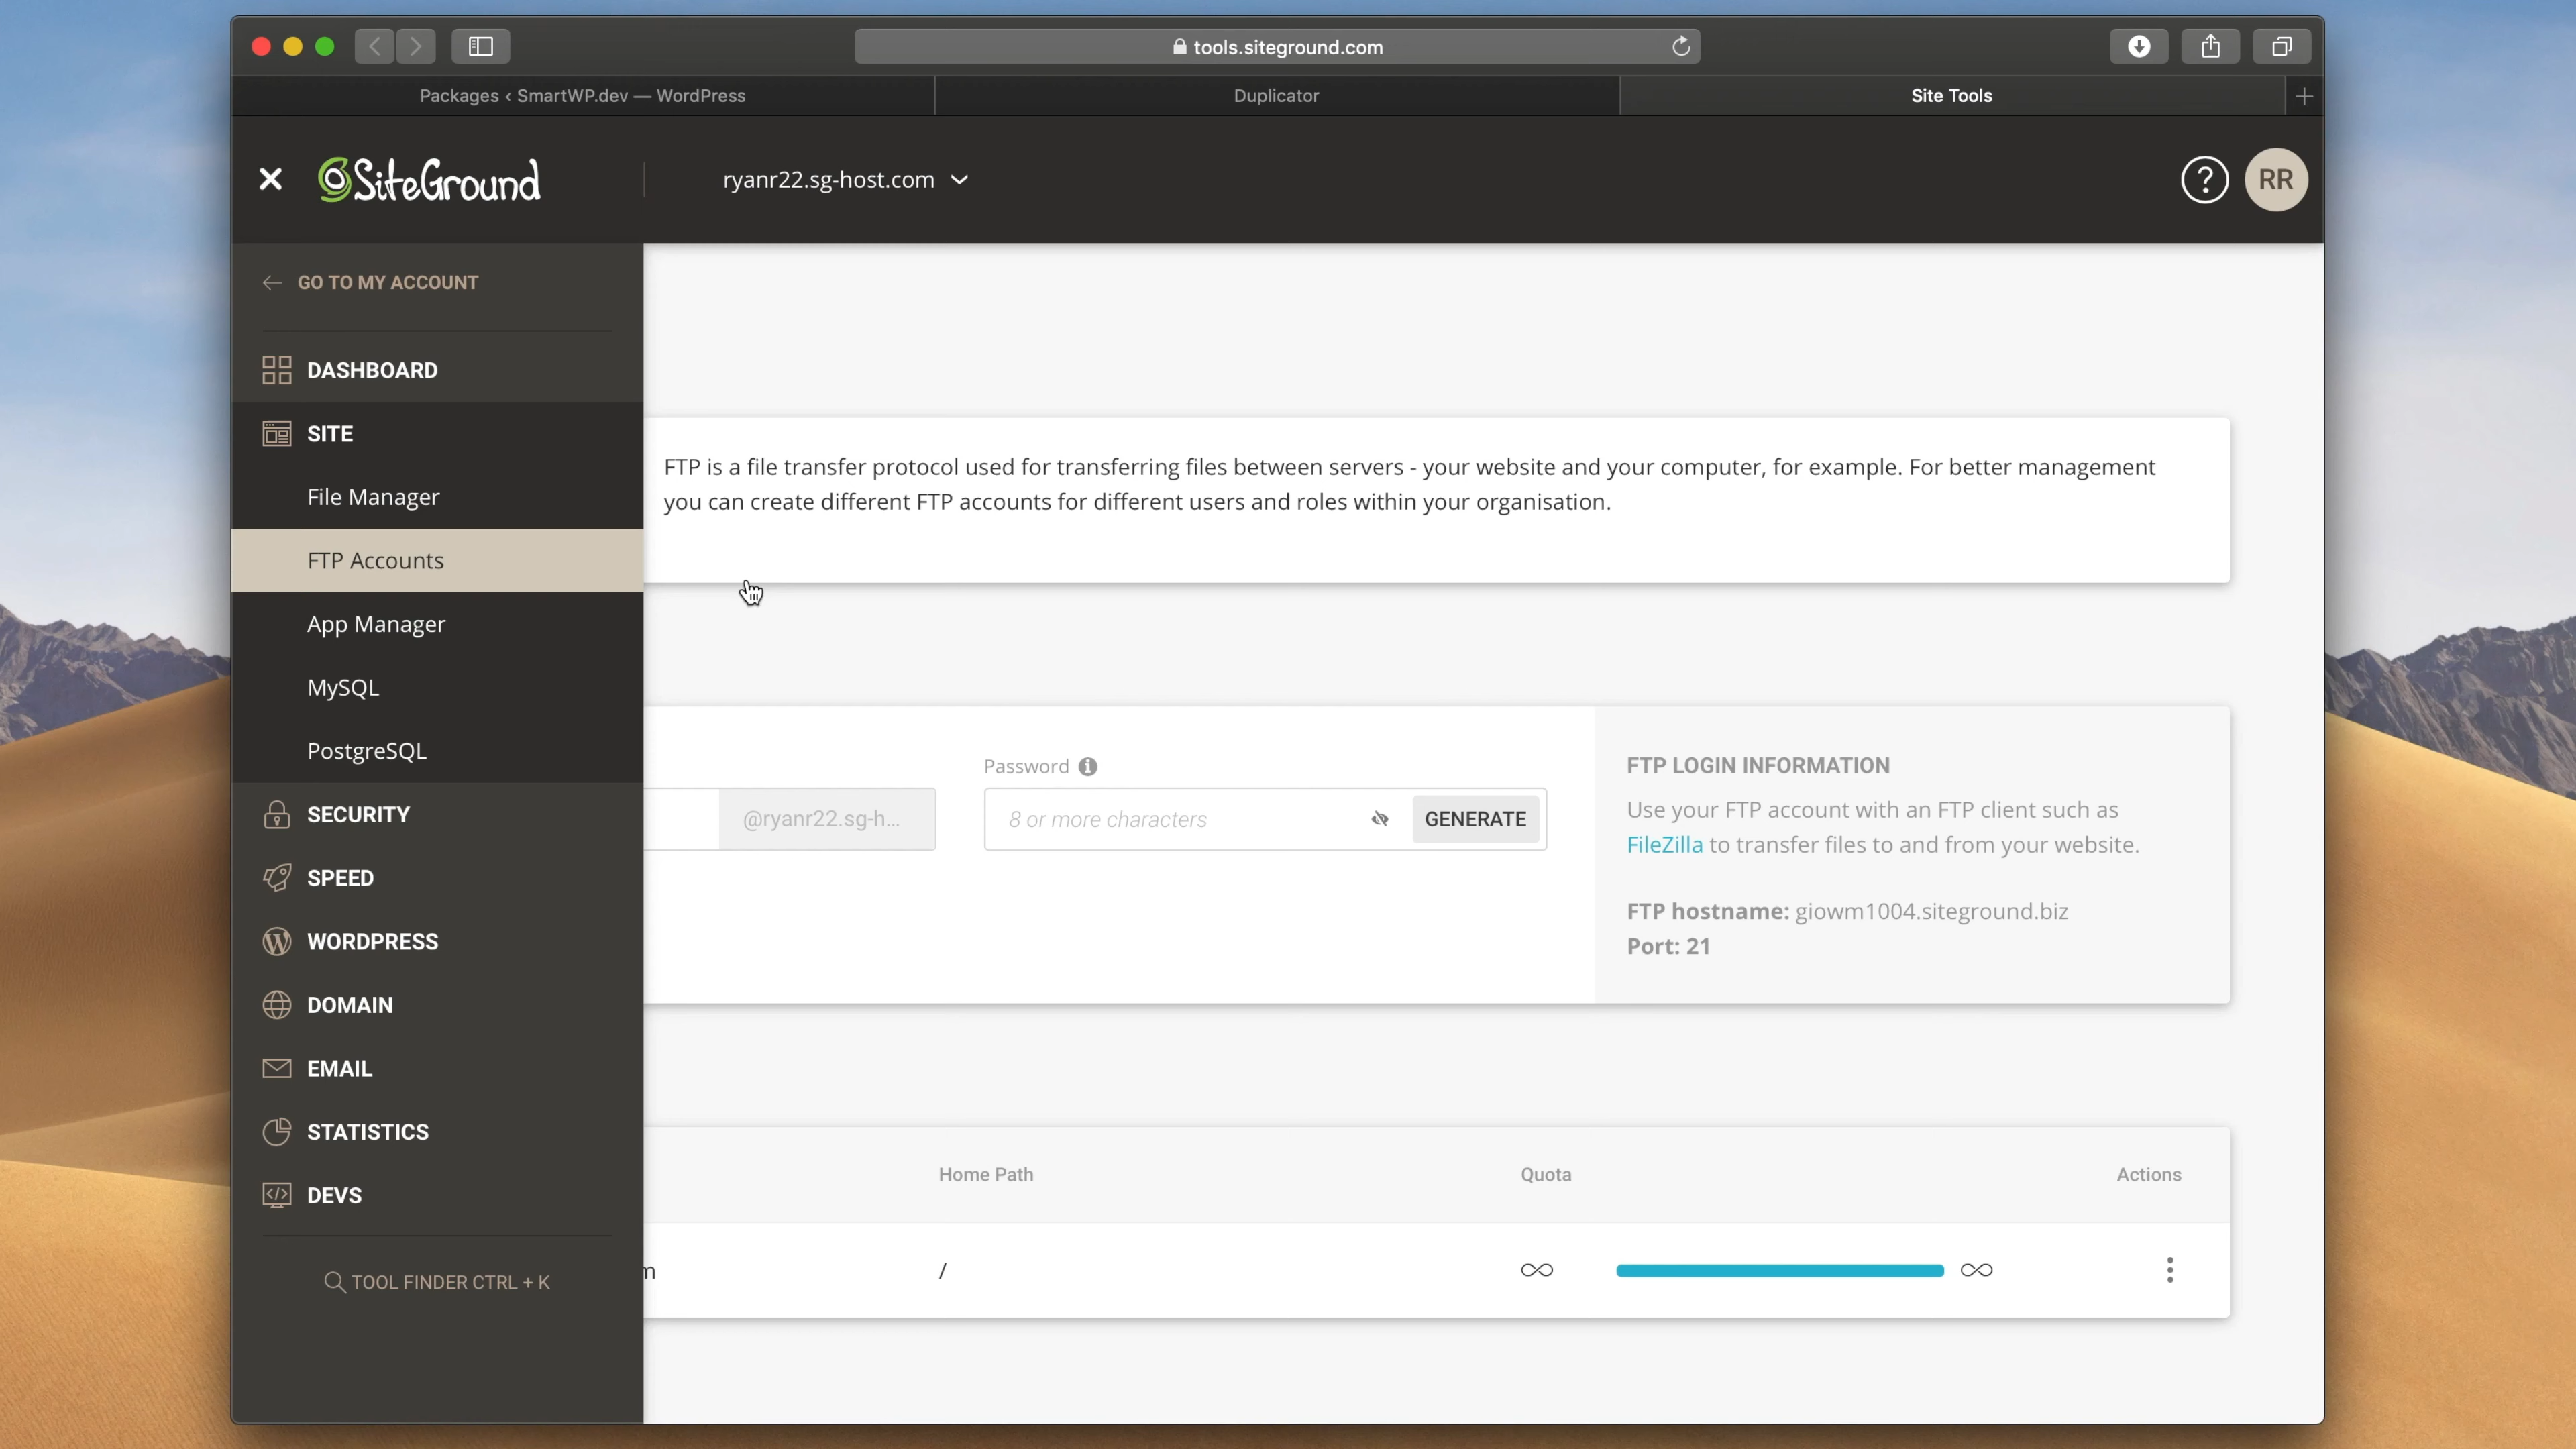 tools.siteground.com
Packages ‹ SmartWP.dev — WordPress
Duplicator
Site Tools
SiteGround
ryanr22.sg-host.com
?
RR
GO TO MY ACCOUNT
DASHBOARD
SITE
File Manager
FTP Accounts
App Manager
MySQL
PostgreSQL
SECURITY
SPEED
WORDPRESS
DOMAIN
EMAIL
STATISTICS
DEVS
TOOL FINDER CTRL + K
FTP is a file transfer protocol used for transferring files between servers - your website and your computer, for example. For better management
you can create different FTP accounts for different users and roles within your organisation.
@ryanr22.sg-h...
Password
8 or more characters
GENERATE
FTP LOGIN INFORMATION
Use your FTP account with an FTP client such as
FileZilla to transfer files to and from your website.
FTP hostname: giowm1004.siteground.biz
Port: 21
Home Path
Quota
Actions
m
/
∞
∞